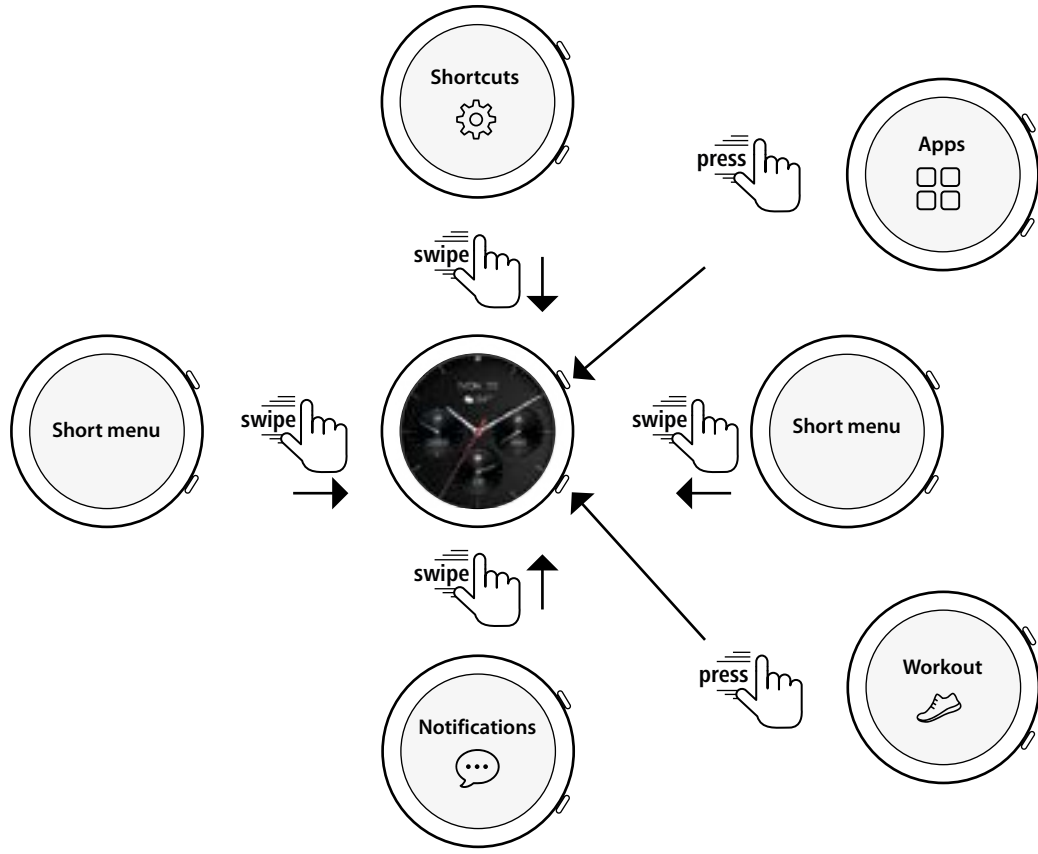 Shortcuts
press
Apps
swipe
Short menu
swipe
swipe
Short menu
swipe
Notifications
press
Workout